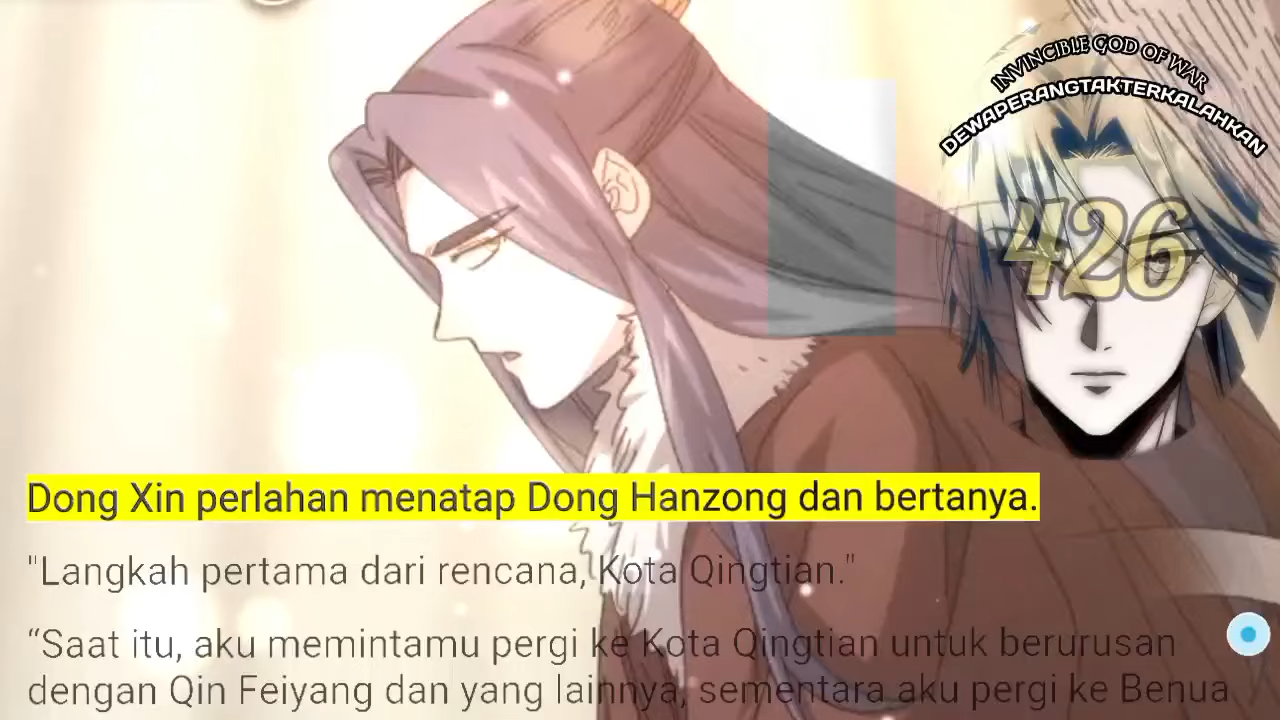 INVINCIBLE GOD OF WAR
DEWAPERANGTAKTERKALAHKAN
426
Dong Xin perlahan menatap Dong Hanzong dan bertanya.
"Langkah pertama dari rencana, Kota Qingtian."
“Saat itu, aku memintamu pergi ke Kota Qingtian untuk berurusan
dengan Qin Feiyang dan yang lainnya, sementara aku pergi ke Benua